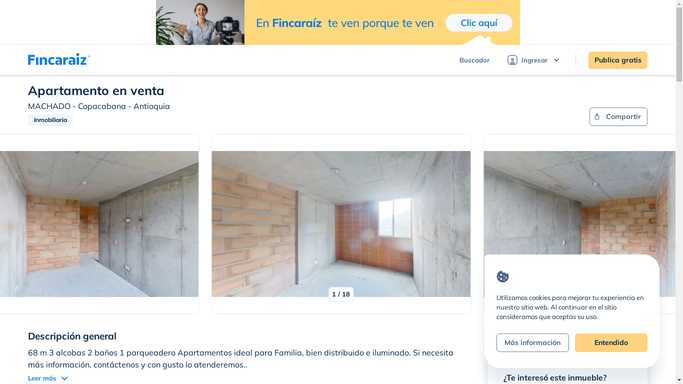 En Fincaraíz te ven porque te ven
Clic aquí
Fincaraiz
Buscador
Ingresar
Publica gratis
Apartamento en venta
MACHADO - Copacabana - Antioquia
Inmobiliaria
Compartir
1 / 18
Utilizamos cookies para mejorar tu experiencia en
nuestro sitio web. Al continuar en el sitio
consideramos que aceptas su uso.
Más información
Entendido
Descripción general
68 m 3 alcobas 2 baños 1 parqueadero Apartamentos ideal para Familia, bien distribuido e iluminado. Si necesita
más información, contáctenos y con gusto lo atenderemos..
Leer más
¿Te interesó este inmueble?